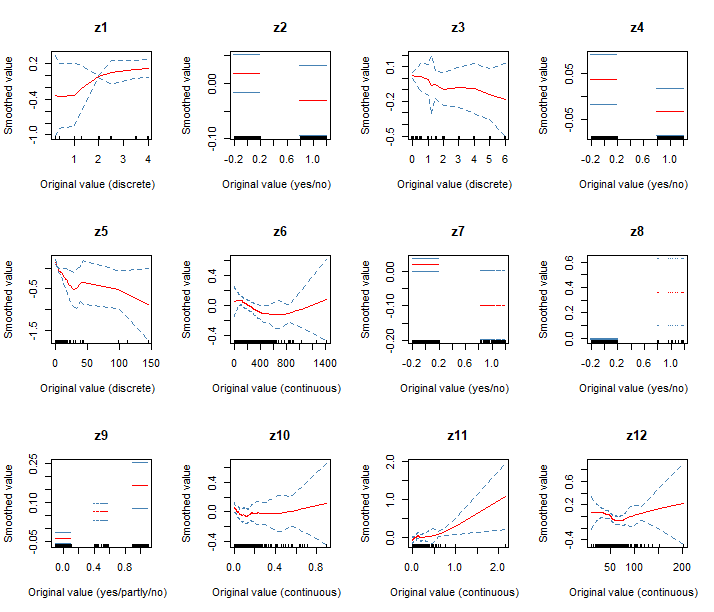 z1
Smoothed value
0.2
-0.4
-1.0
1 2 3 4
Original value (discrete)
z2
Smoothed value
0.00
-0.10
-0.2 0.2 0.6 1.0
Original value (yes/no)
z3
Smoothed value
0.1
-0.2
-0.5
0 1 2 3 4 5 6
Original value (discrete)
z4
Smoothed value
0.05
-0.05
-0.2 0.2 0.6 1.0
Original value (yes/no)
z5
Smoothed value
-0.5
-1.5
0 50 100 150
Original value (discrete)
z6
Smoothed value
0.4
0.0
-0.4
0 400 800 1400
Original value (continuous)
z7
Smoothed value
0.00
-0.10
-0.20
-0.2 0.2 0.6 1.0
Original value (yes/no)
z8
Smoothed value
0.6
0.4
0.2
0.0
-0.2 0.2 0.6 1.0
Original value (yes/no)
z9
Smoothed value
0.25
0.10
-0.05
0.0 0.4 0.8
Original value (yes/partly/no)
z10
Smoothed value
0.4
0.0
-0.4
0.0 0.2 0.4 0.6 0.8
Original value (continuous)
z11
Smoothed value
2.0
1.0
0.0
0.0 1.0 2.0
Original value (continuous)
z12
Smoothed value
0.6
0.2
-0.4
50 100 200
Original value (continuous)